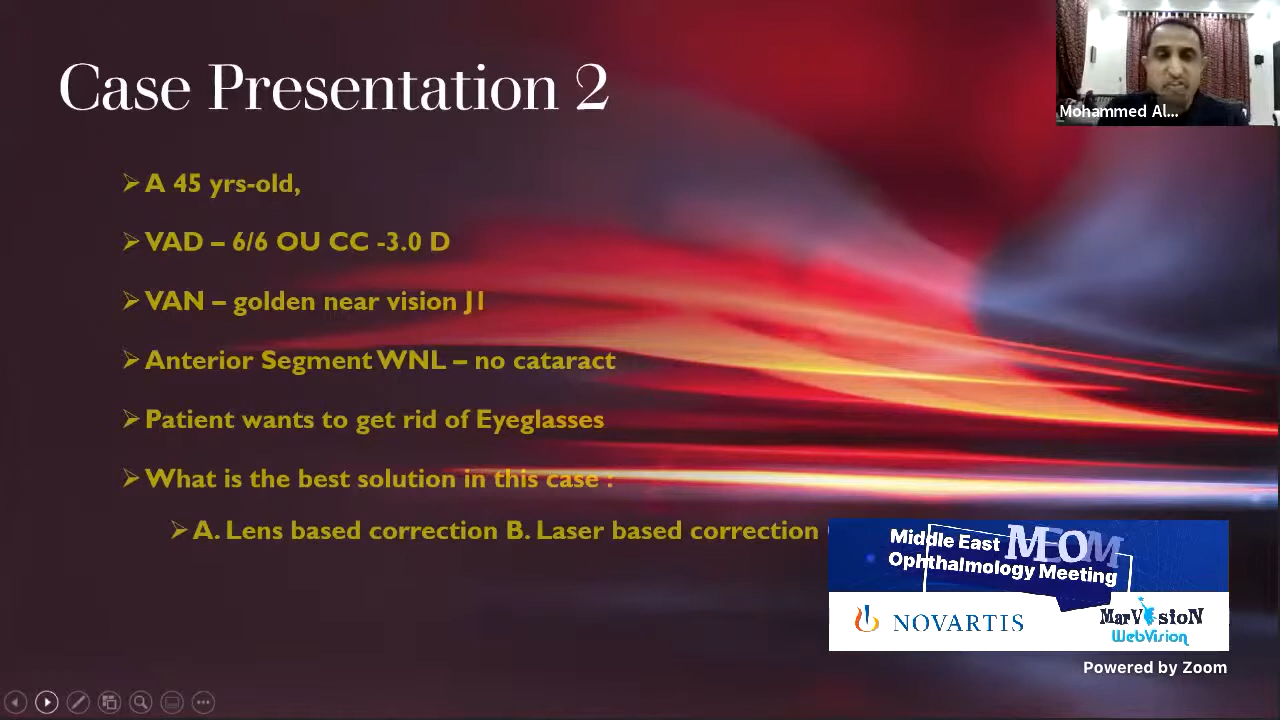 Case Presentation 2
Mohammed Al...
A 45 yrs-old,
VAD – 6/6 OU CC -3.0 D
VAN – golden near vision J1
Anterior Segment WNL – no cataract
Patient wants to get rid of Eyeglasses
What is the best solution in this case :
A. Lens based correction B. Laser based correction
Middle East MEOM
Ophthalmology Meeting
NOVARTIS
MarVisioN
WebVision
Powered by Zoom